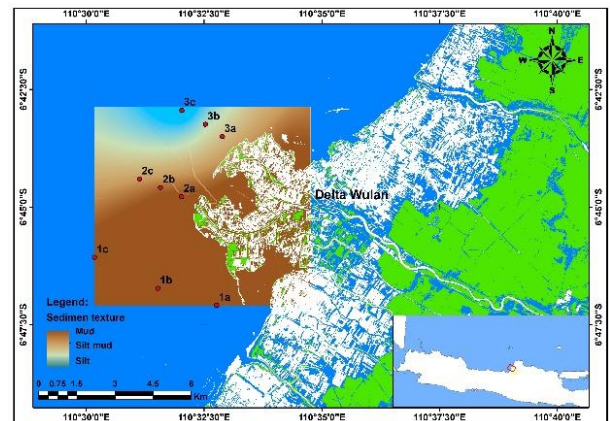 110°30'0"E 110°32'30"E 110°35'0"E 110°37'30"E 110°40'0"E
N
W E
S
6°42'30"S 6°42'30"S
3c
3b
3a
2c
2b
2a
Delta Wulan
6°45'0"S 6°45'0"S
1c
1b
1a
Legend:
Sedimen texture
Mud
Silt mud
Silt
6°47'30"S 6°47'30"S
0 0.75 1.5 3 4.5 6
Km
110°30'0"E 110°32'30"E 110°35'0"E 110°37'30"E 110°40'0"E